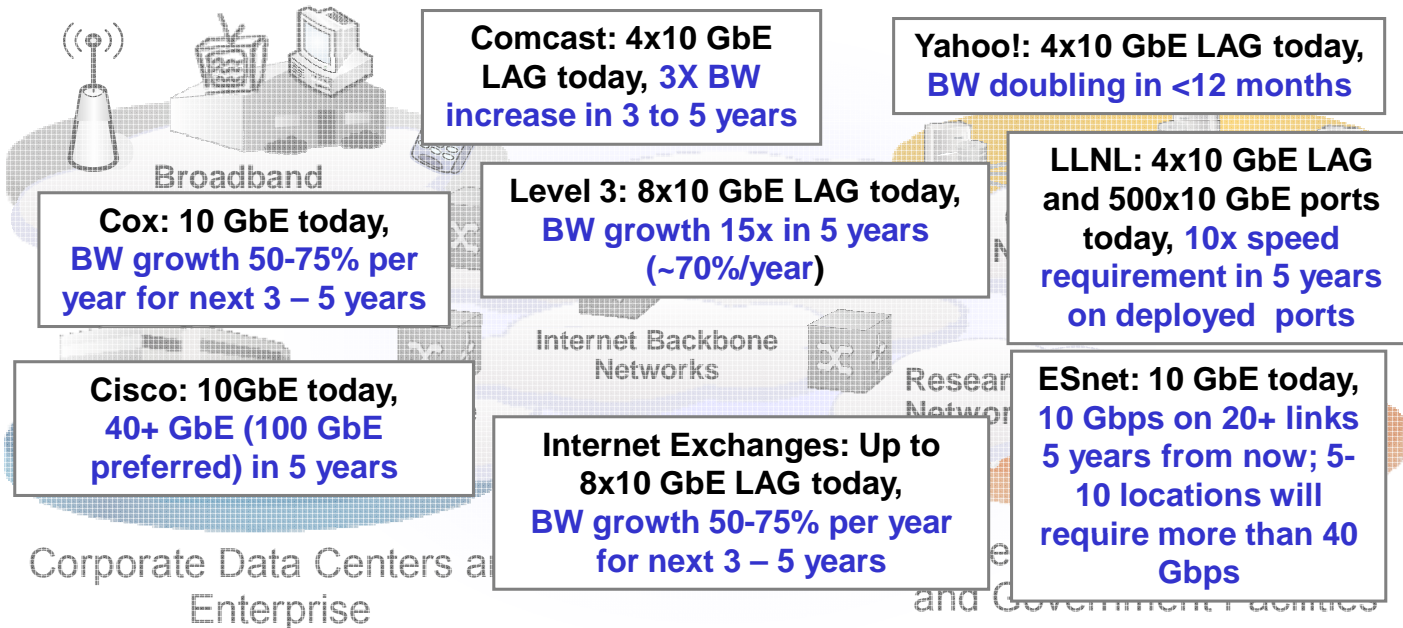 Comcast: 4x10 GbE
LAG today, 3X BW
increase in 3 to 5 years
Yahoo!: 4x10 GbE LAG today,
BW doubling in <12 months
Broadband
Cox: 10 GbE today,
BW growth 50-75% per
year for next 3 – 5 years
Level 3: 8x10 GbE LAG today,
BW growth 15x in 5 years
(~70%/year)
LLNL: 4x10 GbE LAG
and 500x10 GbE ports
today, 10x speed
requirement in 5 years
on deployed ports
Internet Backbone
Networks
Cisco: 10GbE today,
40+ GbE (100 GbE
preferred) in 5 years
Internet Exchanges: Up to
8x10 GbE LAG today,
BW growth 50-75% per year
for next 3 – 5 years
ESnet: 10 GbE today,
10 Gbps on 20+ links
5 years from now; 5-
10 locations will
require more than 40
Gbps
Corporate Data Centers
Enterprise
and Government Facilities